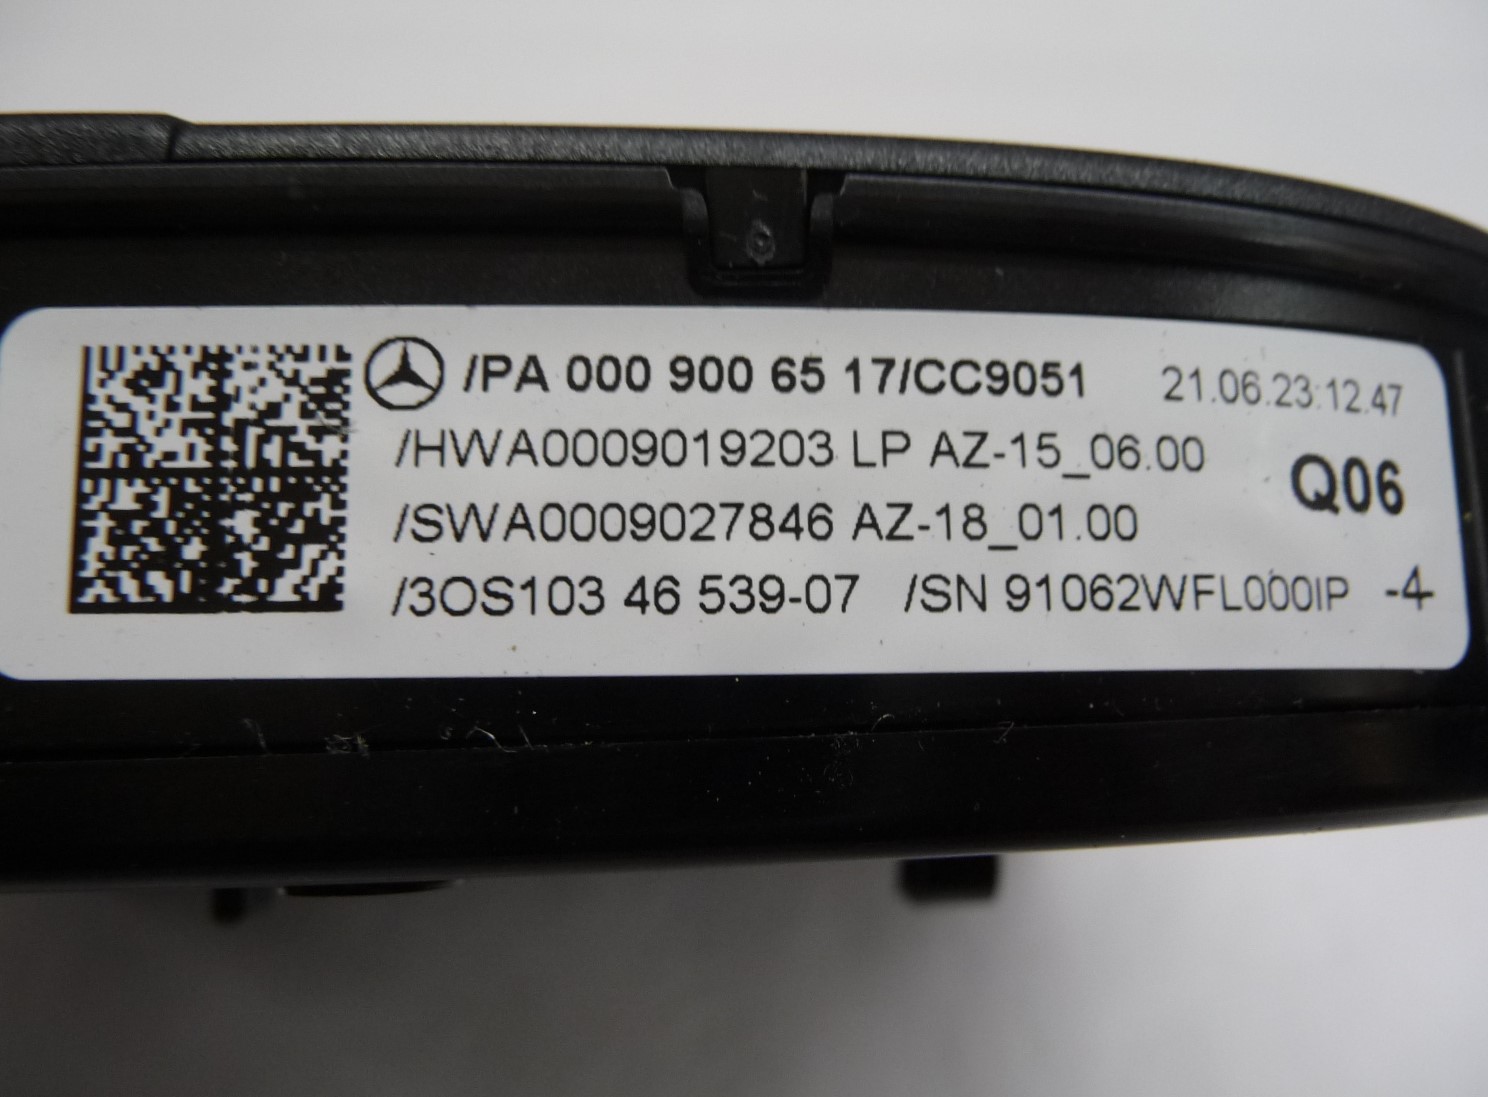 /PA 000 900 65 17/CC9051 21.06.23:12.47
/HWA0009019203 LP AZ-15_06.00 Q06
/SWA0009027846 AZ-18_01.00
/3OS103 46 539-07 /SN 91062WFL000IP -4